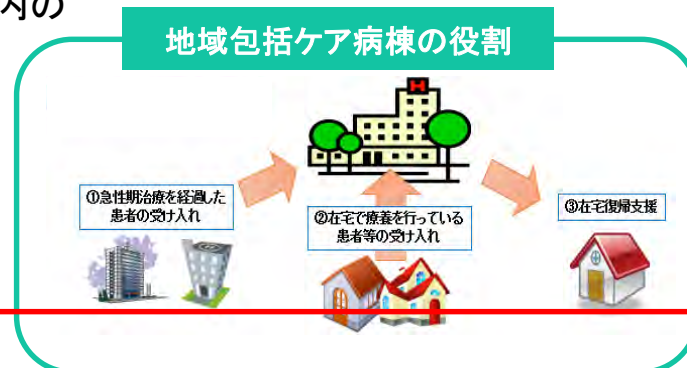 内の
地域包括ケア病棟の役割
H
①急性期治療を経過した
患者の受け入れ
②在宅で療養を行っている
患者等の受け入れ
③在宅復帰支援